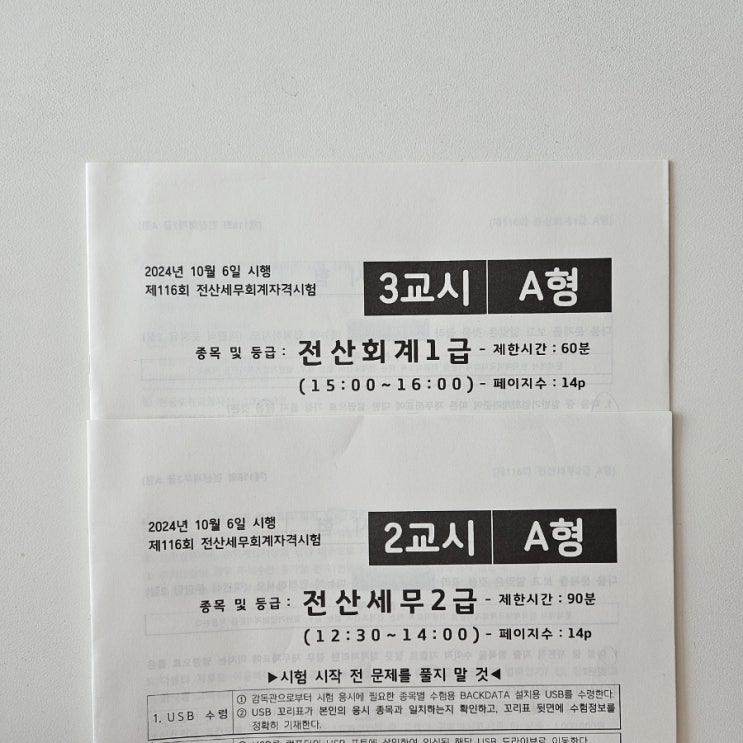 2024년 10월 6일 시행
제116회 전산세무회계자격시험
3교시 A형
종목 및 등급 : 전산회계1급 - 제한시간 : 60분
(15:00~16:00) - 페이지수 : 14p
2024년 10월 6일 시행
제116회 전산세무회계자격시험
2교시 A형
종목 및 등급 : 전산세무2급 - 제한시간 : 90분
(12:30~14:00) - 페이지수 : 14p
▶시험 시작 전 문제를 풀지 말 것◀
1. USB 수령
① 감독관으로부터 시험 응시에 필요한 종목별 수험용 BACKDATA 설치용 USB를 수령한다.
② USB 꼬리표가 본인의 응시 종목과 일치하는지 확인하고, 꼬리표 뒷면에 수험정보를
정확히 기재한다.